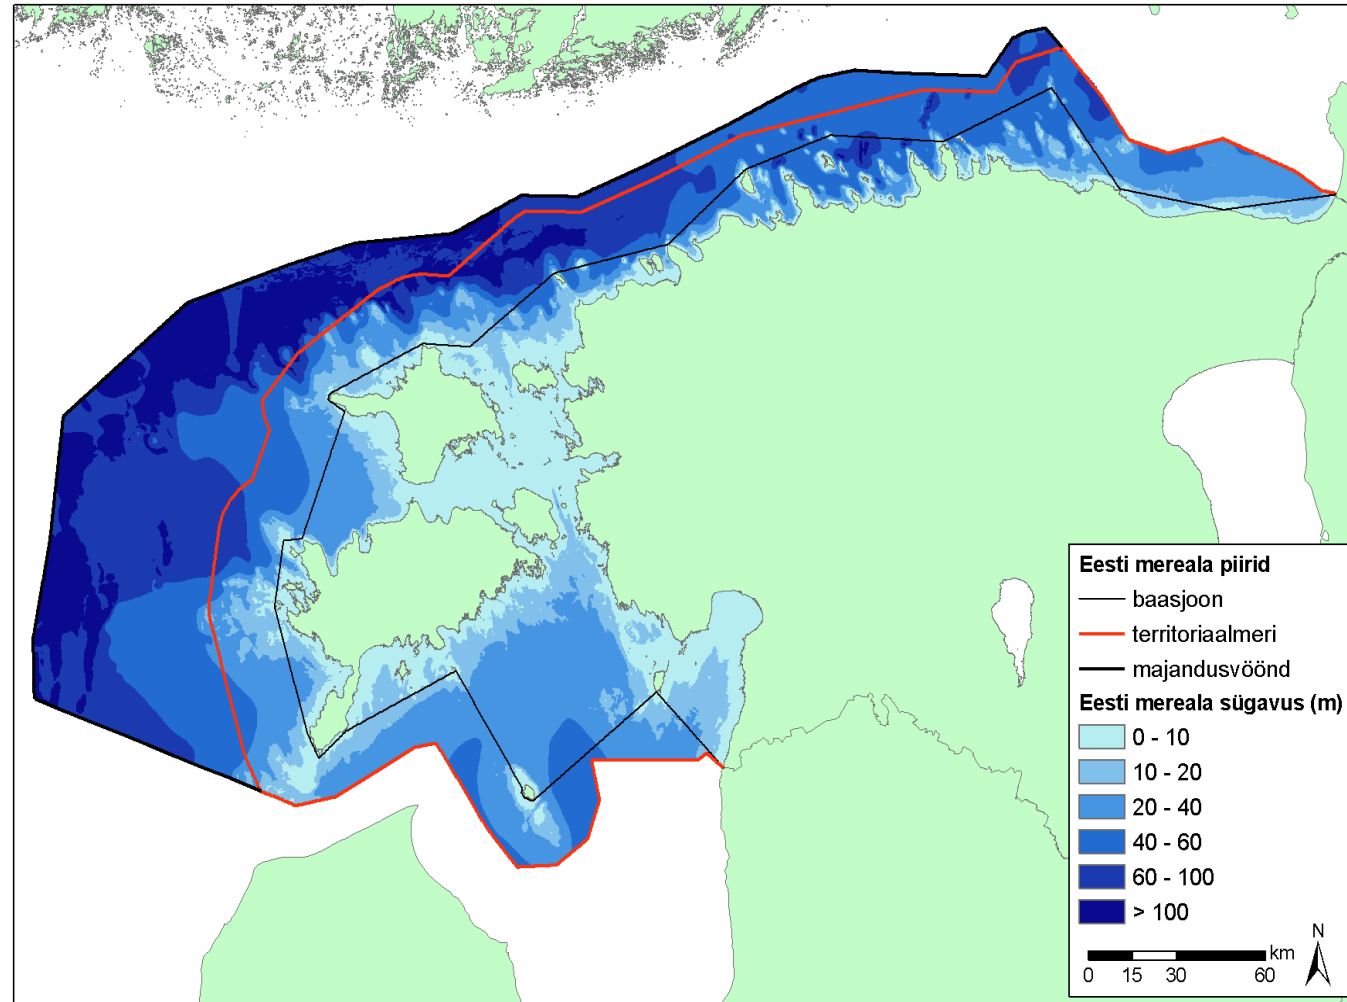 Eesti mereala piirid
baasjoon
territoriaalmeri
majandusvöönd
Eesti mereala sügavus (m)
0 - 10
10 - 20
20 - 40
40 - 60
60 - 100
> 100
N
km
0 15 30 60